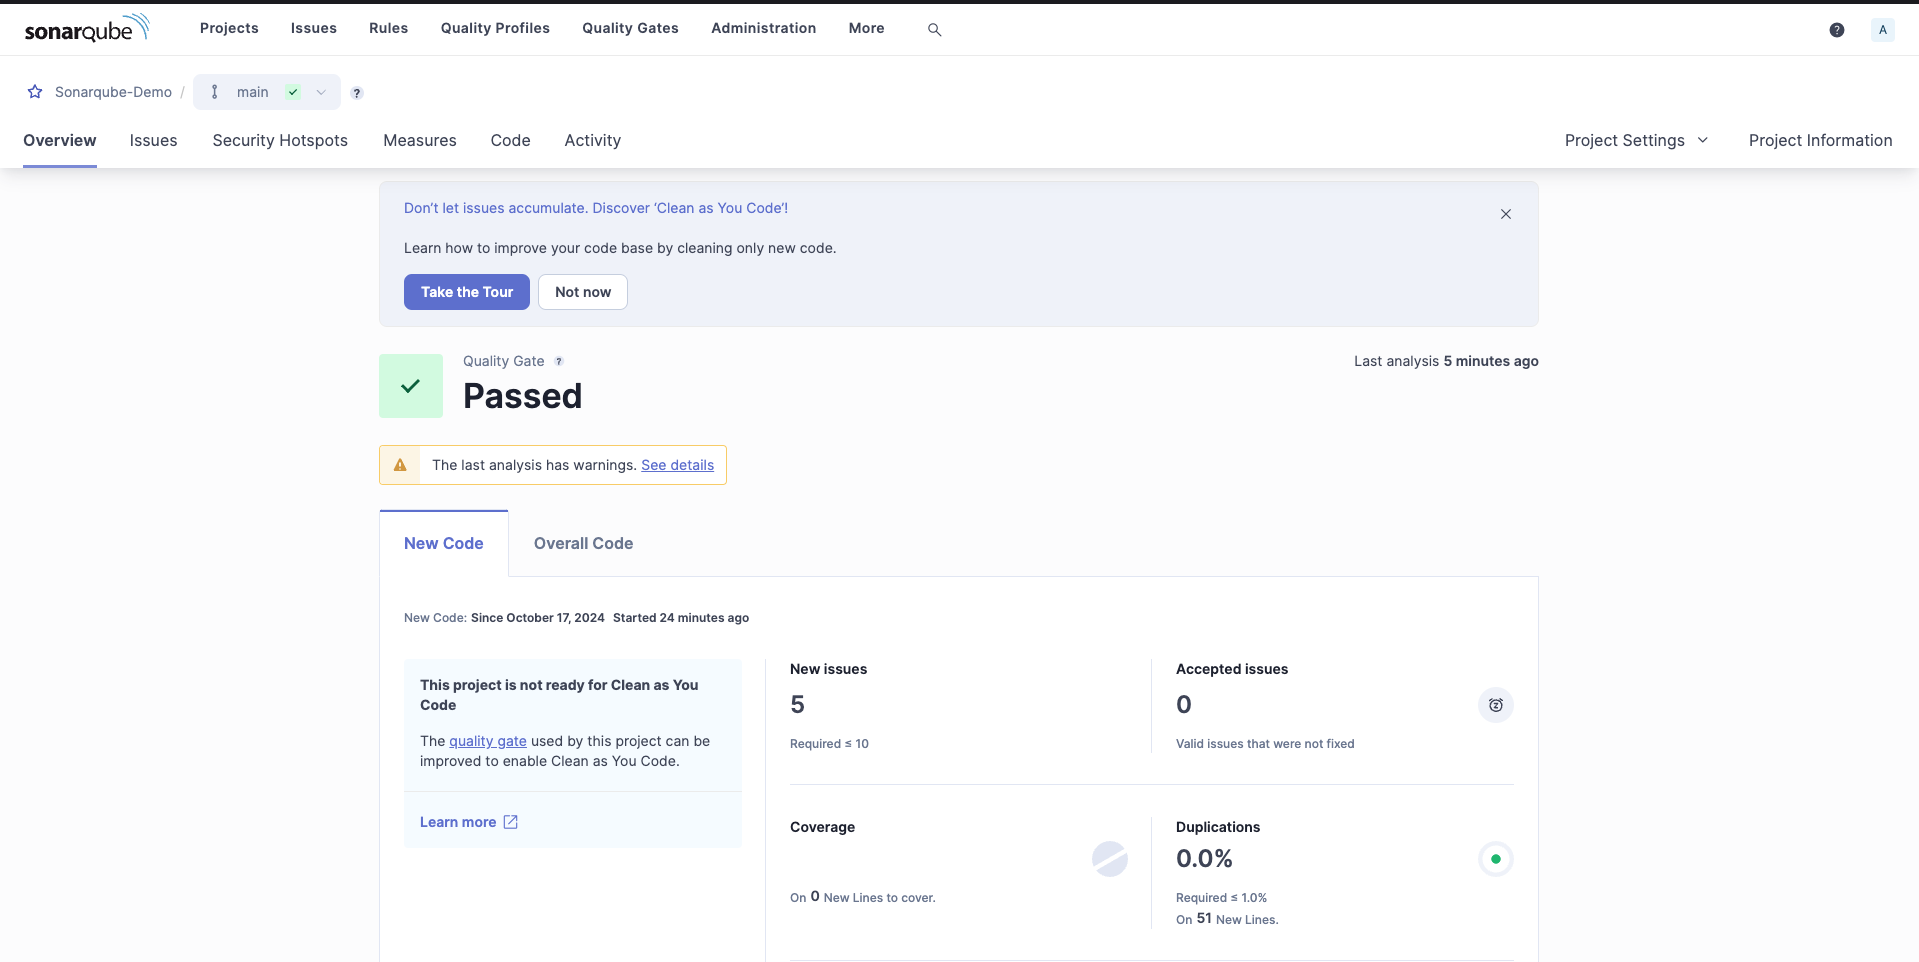 sonarqube
Projects Issues Rules Quality Profiles Quality Gates Administration More
? A
Sonarqube-Demo / main ?
Overview Issues Security Hotspots Measures Code Activity Project Settings Project Information
Don’t let issues accumulate. Discover ‘Clean as You Code’!
Learn how to improve your code base by cleaning only new code.
Take the Tour Not now
Quality Gate ? Last analysis 5 minutes ago
Passed
The last analysis has warnings. See details
New Code Overall Code
New Code: Since October 17, 2024 Started 24 minutes ago
This project is not ready for Clean as You
Code
The quality gate used by this project can be
improved to enable Clean as You Code.
Learn more
New issues
5
Required ≤ 10
Accepted issues
0
Valid issues that were not fixed
Coverage
On 0 New Lines to cover.
Duplications
0.0%
Required ≤ 1.0%
On 51 New Lines.